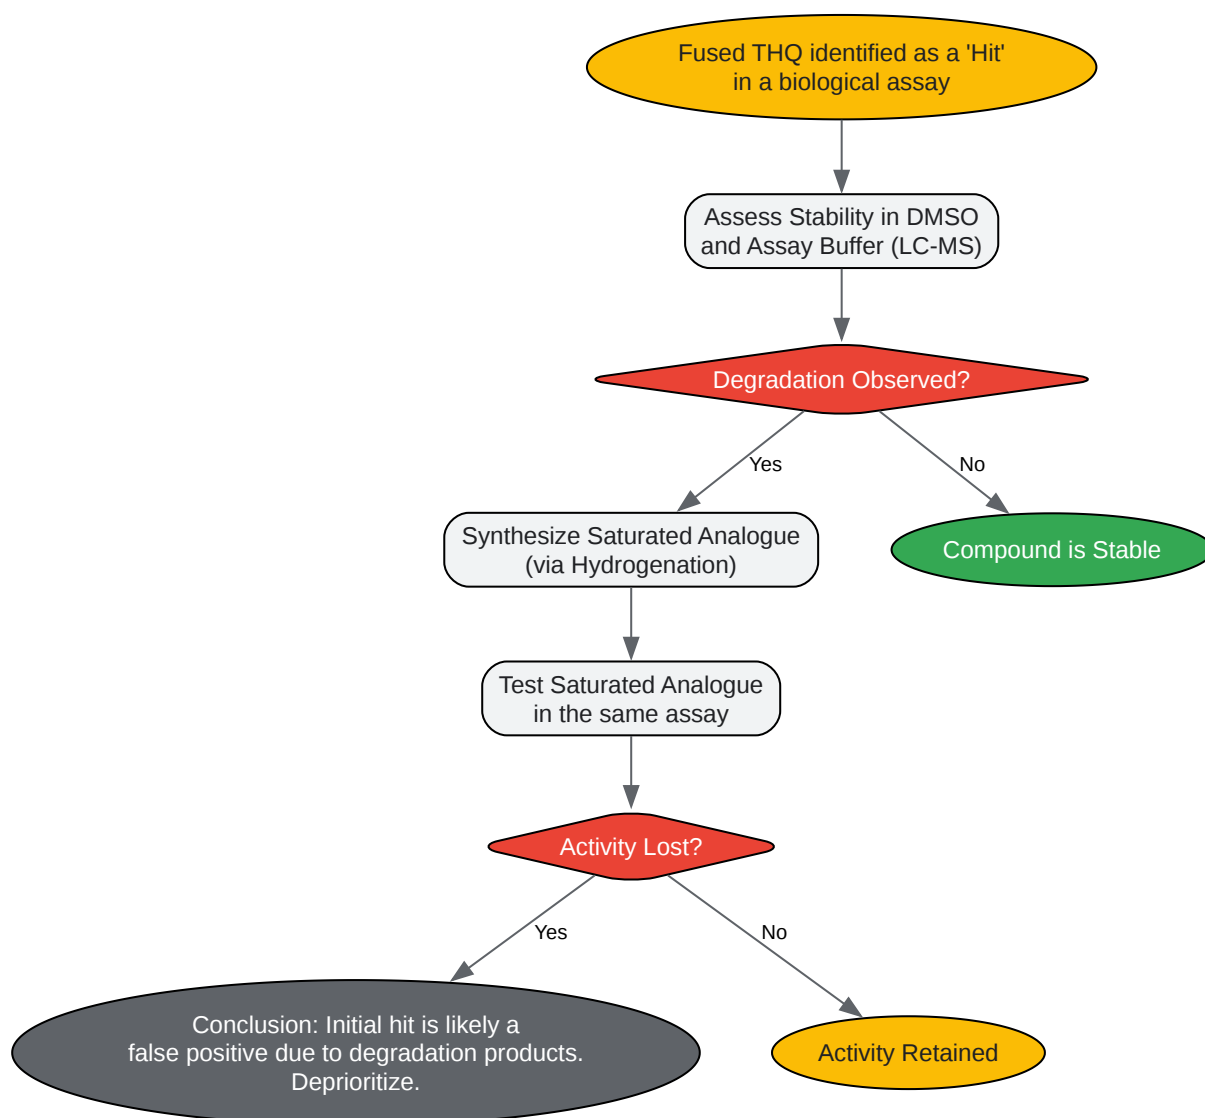 Fused THQ identified as a 'Hit'
in a biological assay
Assess Stability in DMSO
and Assay Buffer (LC-MS)
Degradation Observed?
Yes
No
Synthesize Saturated Analogue
(via Hydrogenation)
Compound is Stable
Test Saturated Analogue
in the same assay
Activity Lost?
Yes
No
Conclusion: Initial hit is likely a
false positive due to degradation products.
Deprioritize.
Activity Retained